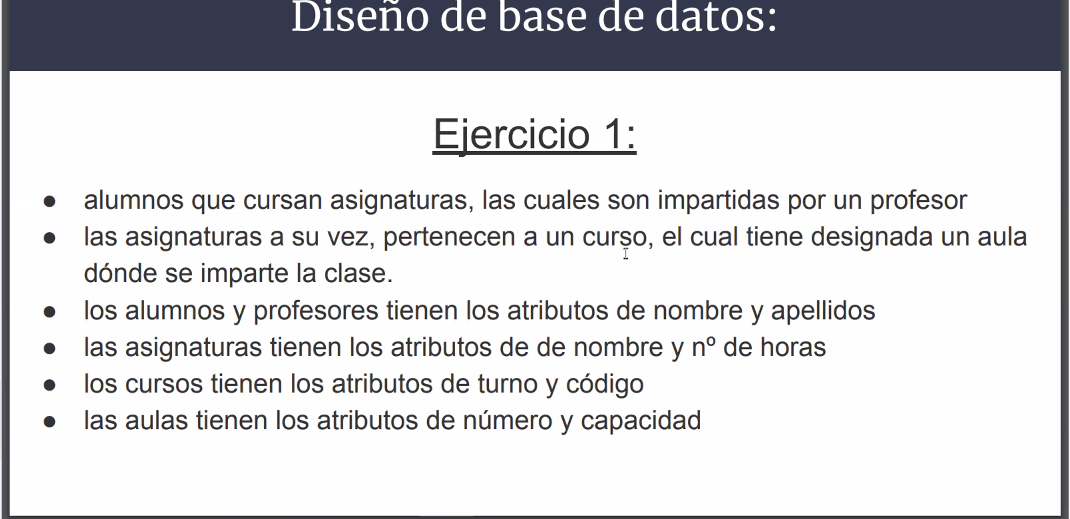 Diseño de base de datos:
Ejercicio 1:
● alumnos que cursan asignaturas, las cuales son impartidas por un profesor
● las asignaturas a su vez, pertenecen a un curso, el cual tiene designada un aula
dónde se imparte la clase.
● los alumnos y profesores tienen los atributos de nombre y apellidos
● las asignaturas tienen los atributos de de nombre y nº de horas
● los cursos tienen los atributos de turno y código
● las aulas tienen los atributos de número y capacidad